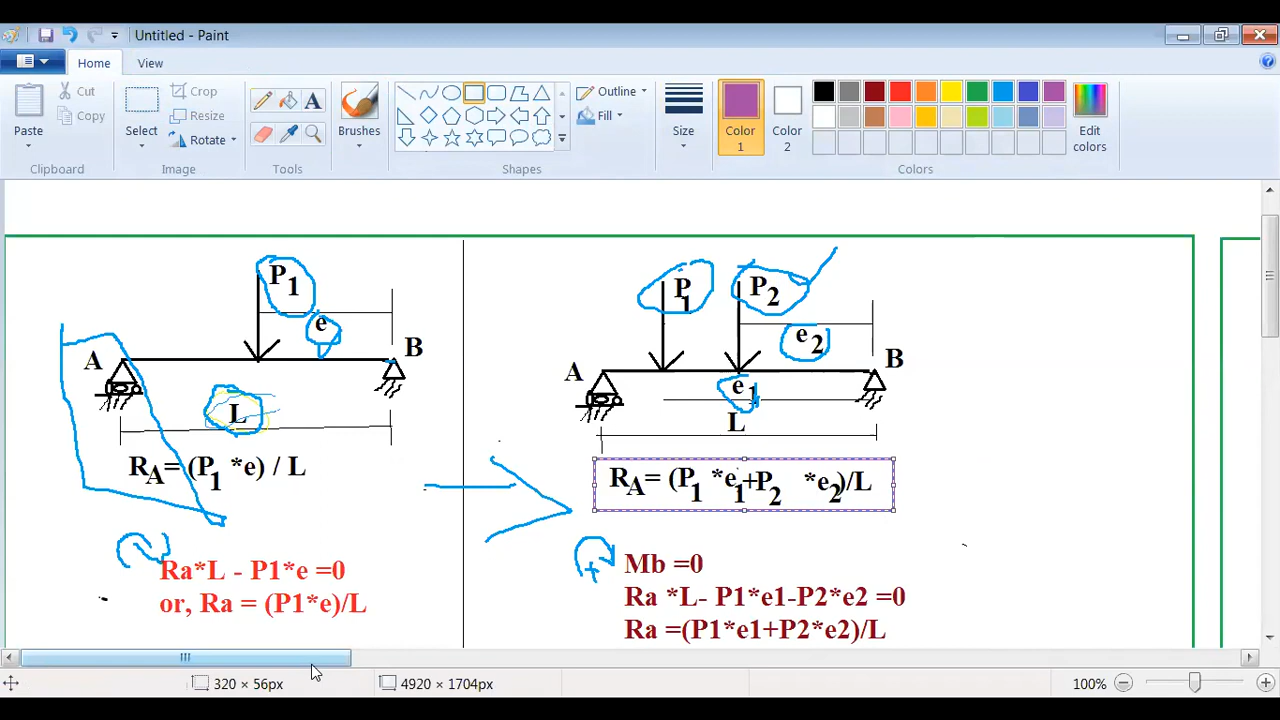 Untitled - Paint
Home
View
Paste
Cut
Copy
Clipboard
Select
Crop
Resize
Rotate
Image
A
Tools
Brushes
Outline
Fill
Shapes
Size
Color
1
Color
2
Edit
colors
Colors
P1
e
A
B
L
RA= (P1 *e) / L
Ra*L - P1*e =0
or, Ra = (P1*e)/L
P1
P2
e2
A
B
e1
L
RA= (P1 *e1+P2 *e2)/L
+
Mb =0
Ra *L- P1*e1-P2*e2 =0
Ra =(P1*e1+P2*e2)/L
320 × 56px
4920 × 1704px
100%